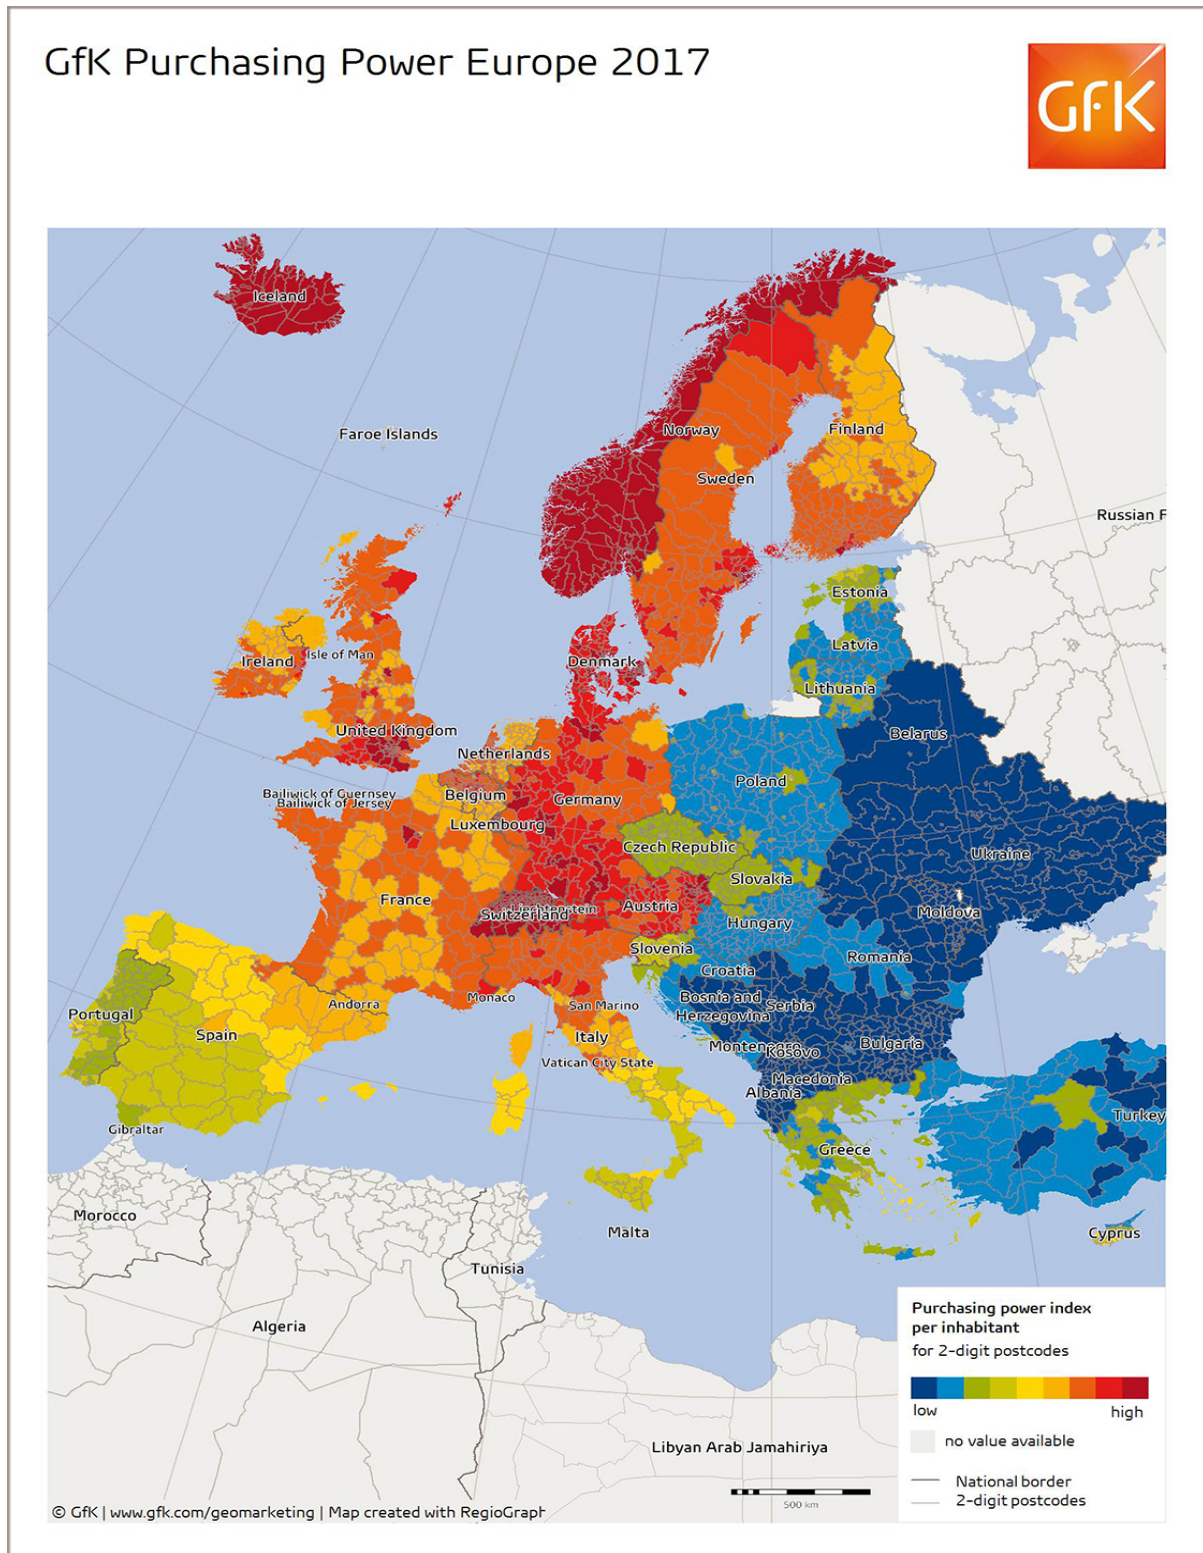 GfK Purchasing Power Europe 2017
GfK
Iceland
Faroe Islands
Norway
Finland
Sweden
Russian F
Estonia
Latvia
Lithuania
Isle of Man
Ireland
Denmark
United Kingdom
Belarus
Netherlands
Poland
Bailiwick of Guernsey
Bailiwick of Jersey
Belgium
Germany
Luxembourg
Czech Republic
Ukraine
Slovakia
France
Switzerland
Liechtenstein
Austria
Moldova
Hungary
Slovenia
Romania
Croatia
Andorra
Monaco
San Marino
Bosnia and
Herzegovina
Serbia
Portugal
Spain
Italy
Montenegro
Kosovo
Bulgaria
Vatican City State
Macedonia
Albania
Turkey
Gibraltar
Greece
Morocco
Malta
Cyprus
Tunisia
Algeria
Libyan Arab Jamahiriya
Purchasing power index
per inhabitant
for 2-digit postcodes
low high
no value available
National border
2-digit postcodes
500 km
© GfK | www.gfk.com/geomarketing | Map created with RegioGraph